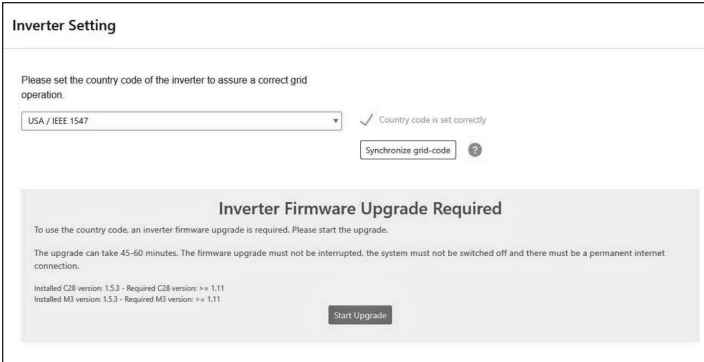 Inverter Setting
Please set the country code of the inverter to assure a correct grid
operation.
USA / IEEE 1547
Country code is set correctly
Synchronize grid-code
?
Inverter Firmware Upgrade Required
To use the country code, an inverter firmware upgrade is required. Please start the upgrade.
The upgrade can take 45-60 minutes. The firmware upgrade must not be interrupted, the system must not be switched off and there must be a permanent internet
connection.
Installed C28 version: 1.5.3 - Required C28 version: >= 1.11
Installed M3 version: 1.5.3 - Required M3 version: >= 1.11
Start Upgrade